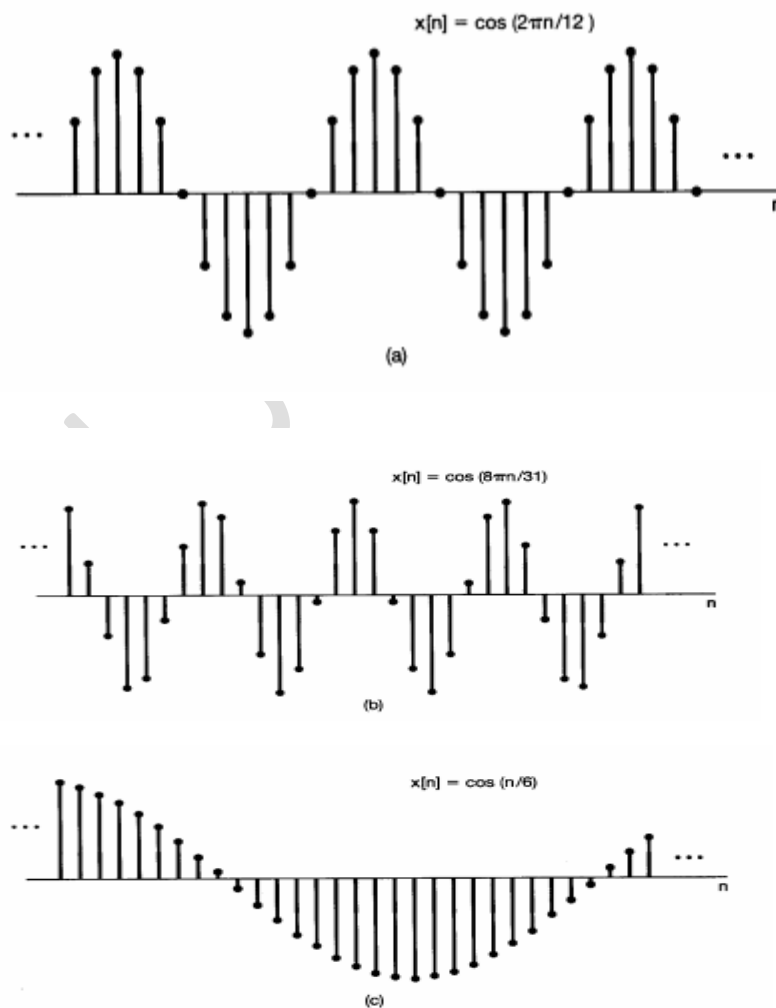 x[n] = cos (2πn/12)
...
...
n
(a)
x[n] = cos (8πn/31)
...
...
n
(b)
x[n] = cos (n/6)
...
...
n
(c)